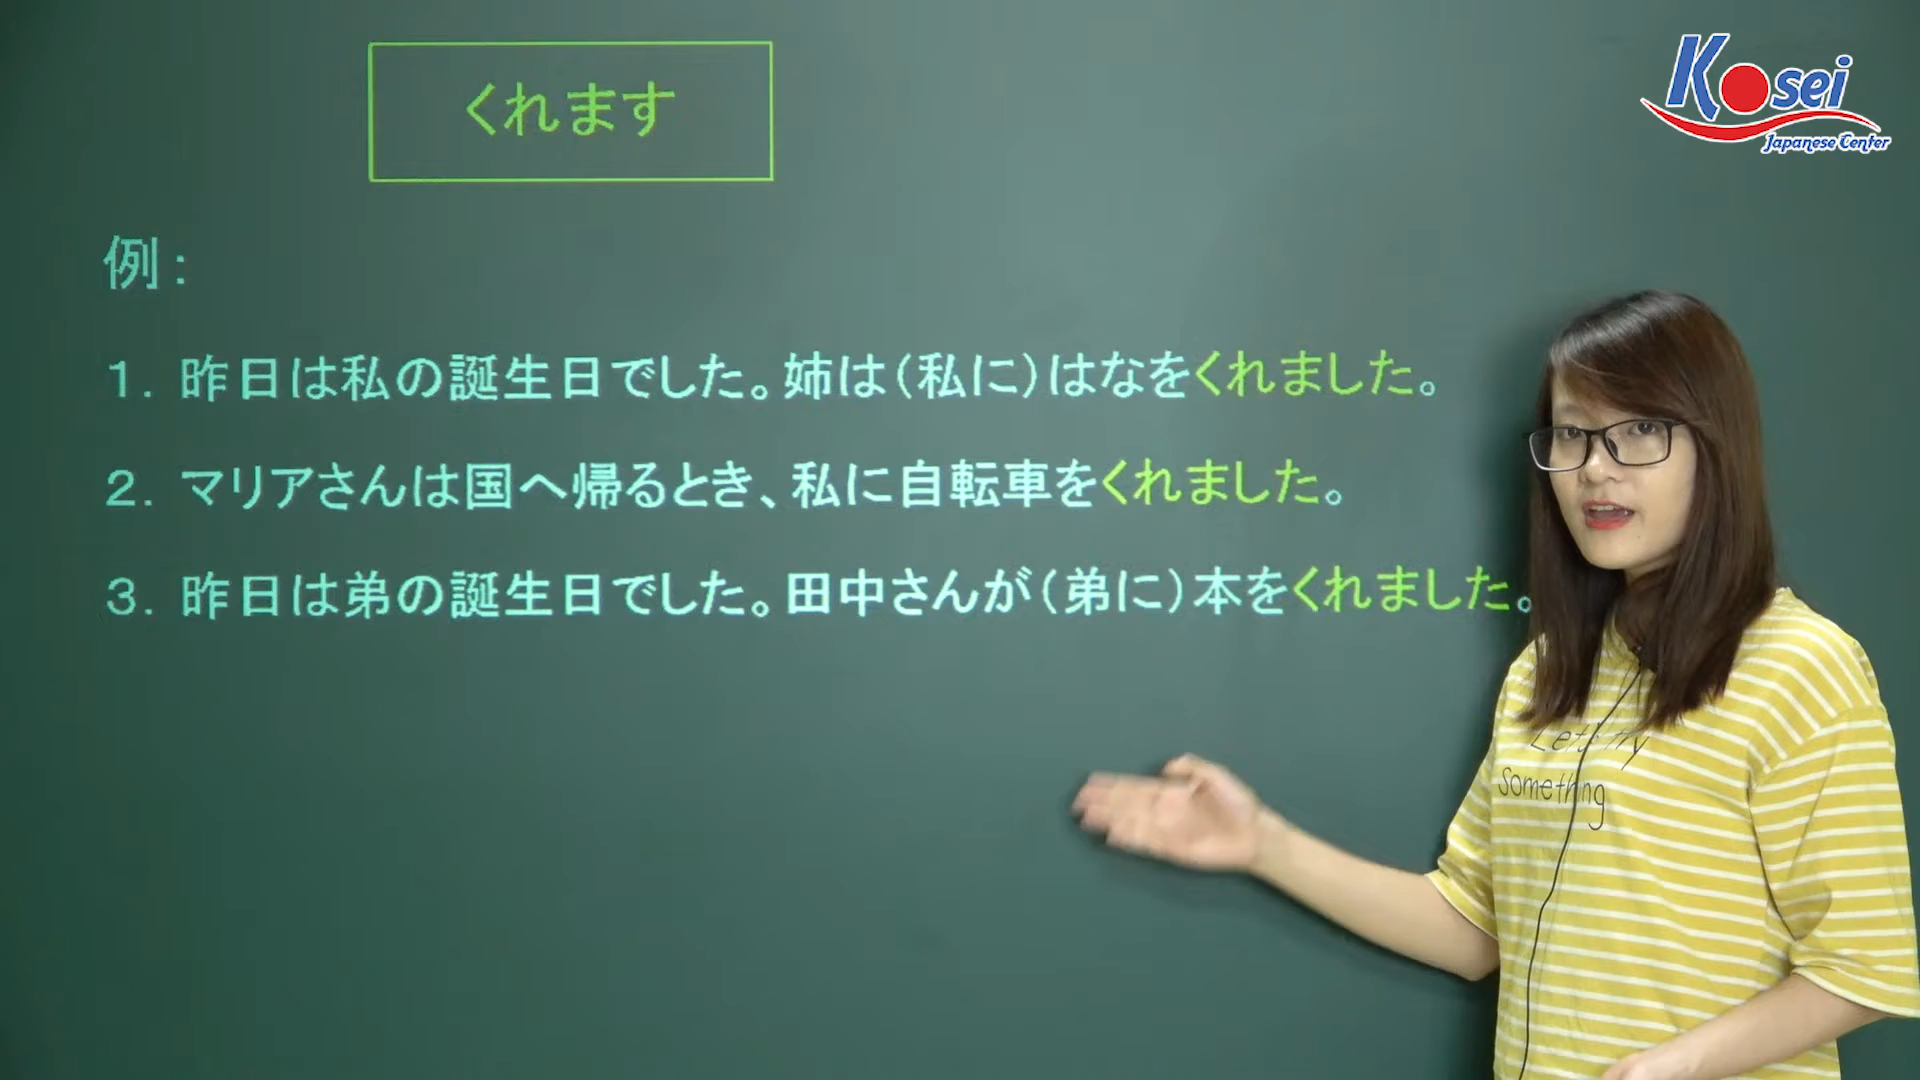 くれます
Kosei
Japanese Center
例：
1．昨日は私の誕生日でした。姉は（私に）はなをくれました。
2．マリアさんは国へ帰るとき、私に自転車をくれました。
3．昨日は弟の誕生日でした。田中さんが（弟に）本をくれました。
Let's try
Something